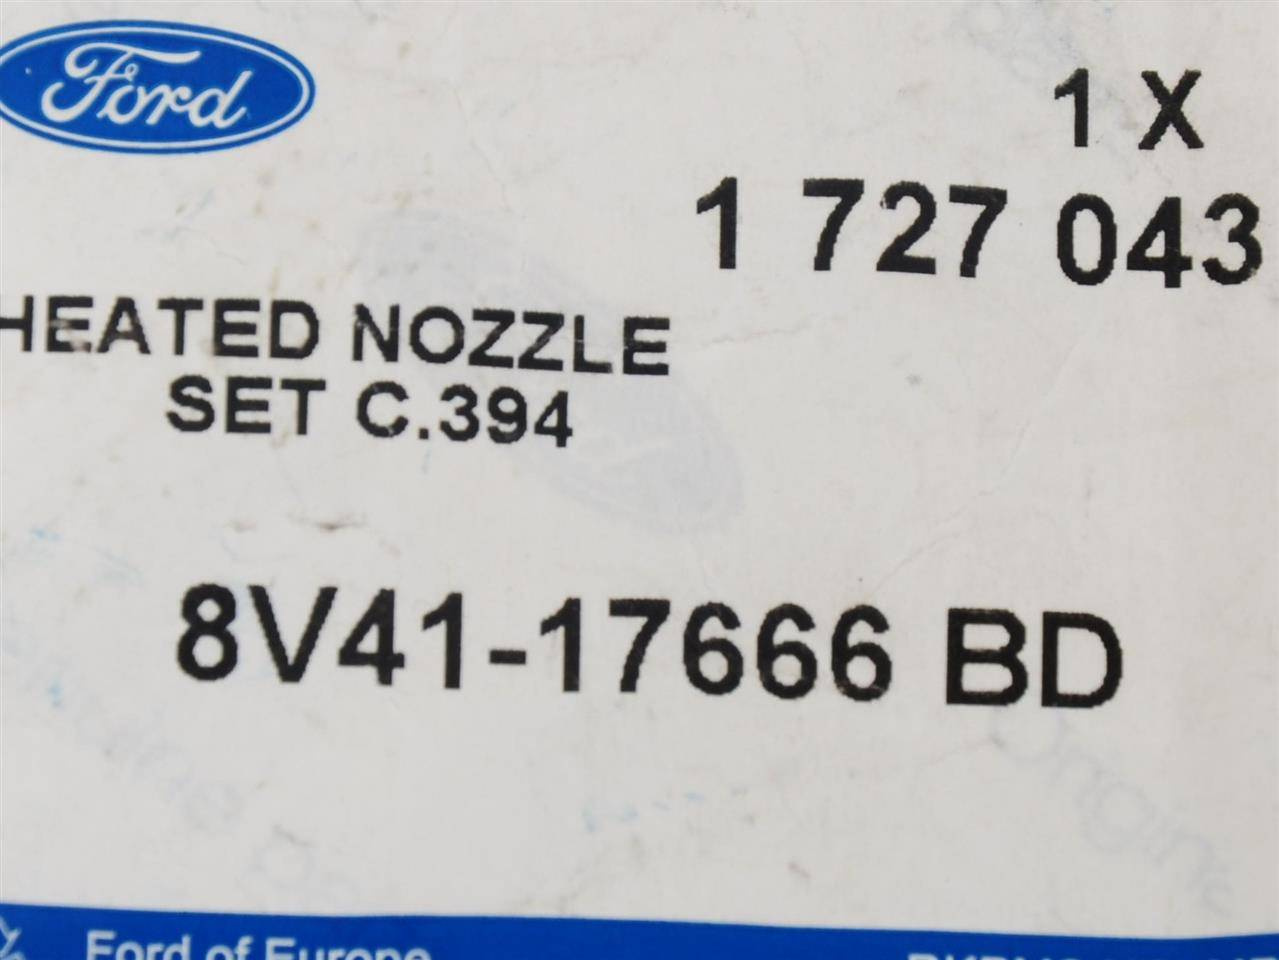 Ford
1 X
1 727 043
HEATED NOZZLE
SET C.394
8V41-17666 BD
Ford of Europe